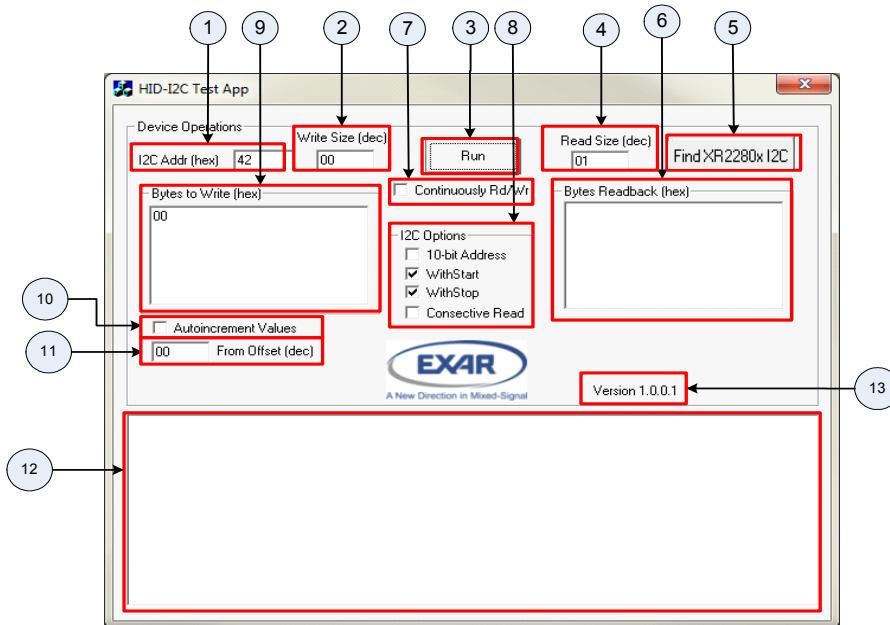 1 9 2 7 3 8 4 6 5
HID-I2C Test App
Device Operations
I2C Addr (hex) 42
Write Size (dec)
00
Run
Read Size (dec)
01
Find XR2280x I2C
Continuously Rd/Wr
Bytes to Write (hex)
00
Bytes Readback (hex)
I2C Options
10-bit Address
WithStart
WithStop
Consective Read
10
Autoincrement Values
11
00 From Offset (dec)
EXAR
A New Direction in Mixed-Signal
Version 1.0.0.1
13
12